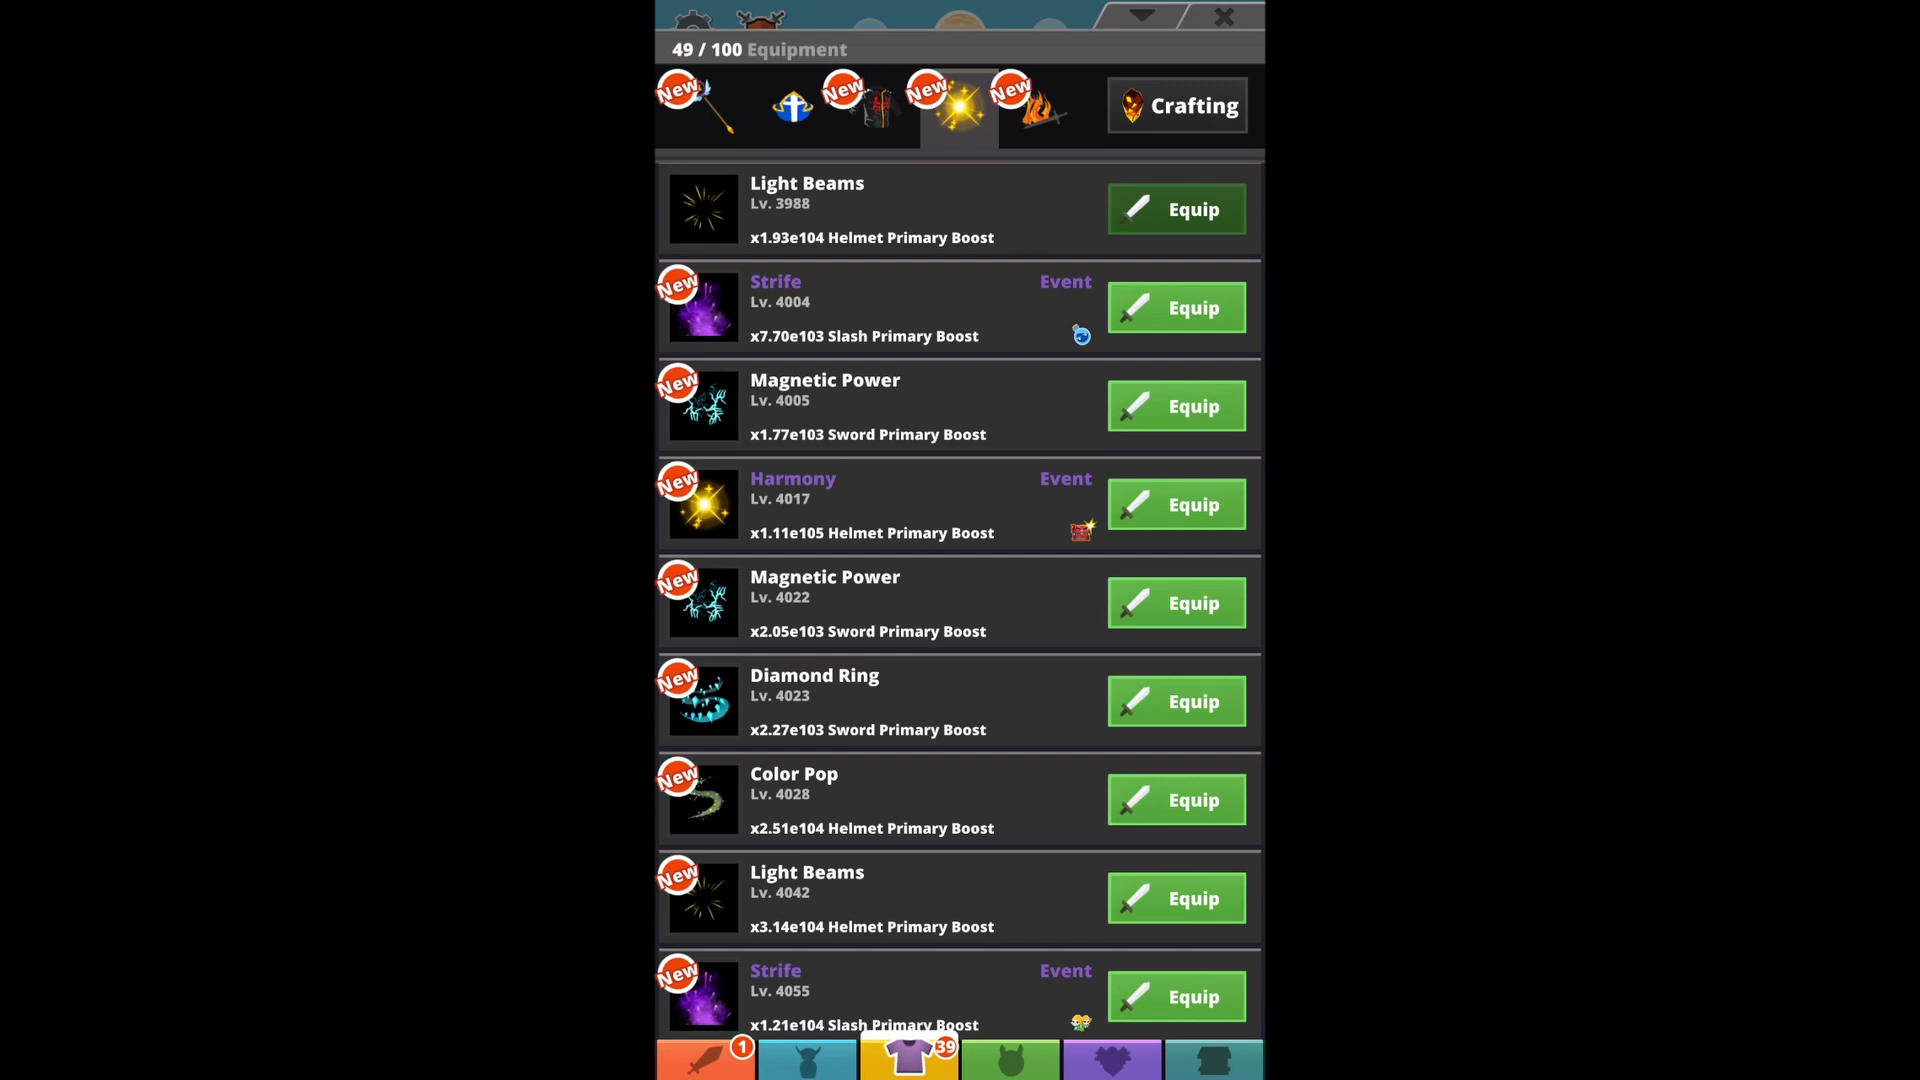 49 / 100 Equipment
New
New
New
New
Crafting
Light Beams
Lv. 3988
x1.93e104 Helmet Primary Boost
Equip
New
Strife
Event
Lv. 4004
x7.70e103 Slash Primary Boost
Equip
New
Magnetic Power
Lv. 4005
x1.77e103 Sword Primary Boost
Equip
New
Harmony
Event
Lv. 4017
x1.11e105 Helmet Primary Boost
Equip
New
Magnetic Power
Lv. 4022
x2.05e103 Sword Primary Boost
Equip
New
Diamond Ring
Lv. 4023
x2.27e103 Sword Primary Boost
Equip
New
Color Pop
Lv. 4028
x2.51e104 Helmet Primary Boost
Equip
New
Light Beams
Lv. 4042
x3.14e104 Helmet Primary Boost
Equip
New
Strife
Event
Lv. 4055
x1.21e104 Slash Primary Boost
Equip
1
39